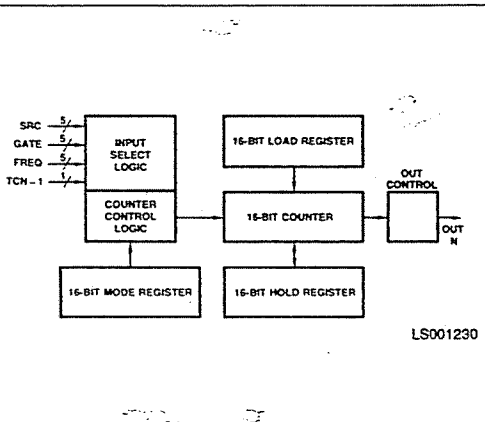 SRC 5
GATE 5
FREQ 5
TCN-1 1
INPUT
SELECT
LOGIC
COUNTER
CONTROL
LOGIC
16-BIT MODE REGISTER
16-BIT LOAD REGISTER
16-BIT COUNTER
16-BIT HOLD REGISTER
OUT
CONTROL
OUT
N
LS001230